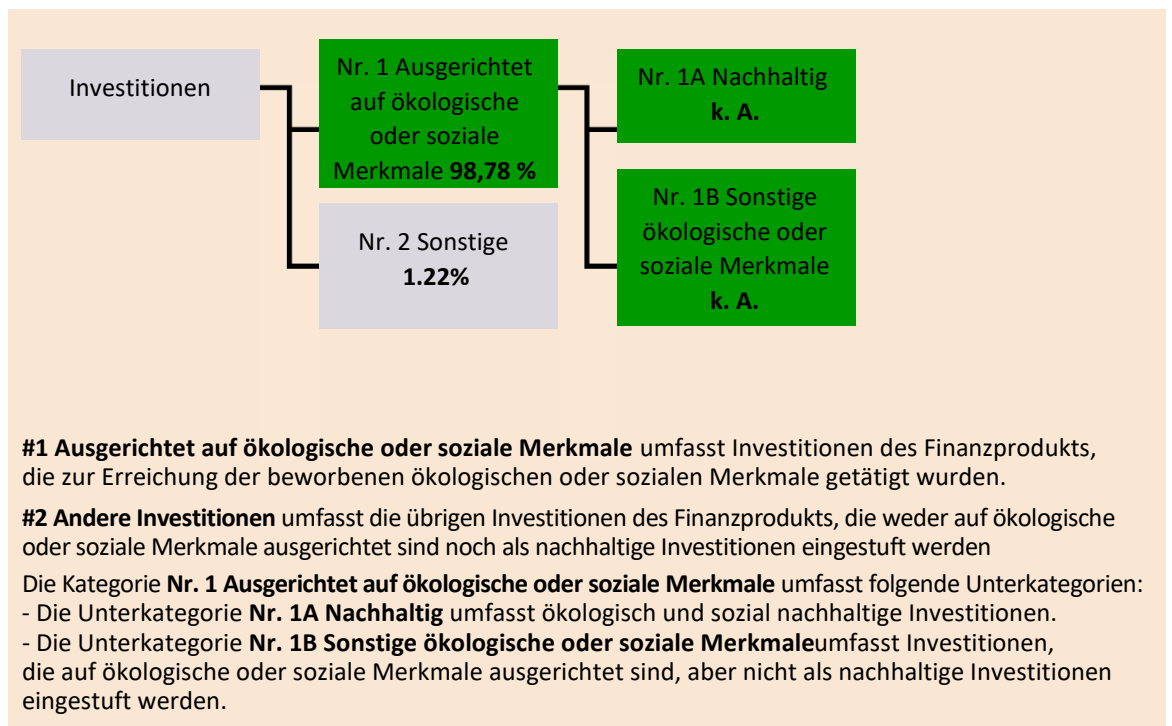 Investitionen
Nr. 1 Ausgerichtet
auf ökologische
oder soziale
Merkmale 98,78 %
Nr. 2 Sonstige
1.22%
Nr. 1A Nachhaltig
k. A.
Nr. 1B Sonstige
ökologische oder
soziale Merkmale
k. A.
#1 Ausgerichtet auf ökologische oder soziale Merkmale umfasst Investitionen des Finanzprodukts,
die zur Erreichung der beworbenen ökologischen oder sozialen Merkmale getätigt wurden.
#2 Andere Investitionen umfasst die übrigen Investitionen des Finanzprodukts, die weder auf ökologische
oder soziale Merkmale ausgerichtet sind noch als nachhaltige Investitionen eingestuft werden
Die Kategorie Nr. 1 Ausgerichtet auf ökologische oder soziale Merkmale umfasst folgende Unterkategorien:
- Die Unterkategorie Nr. 1A Nachhaltig umfasst ökologisch und sozial nachhaltige Investitionen.
- Die Unterkategorie Nr. 1B Sonstige ökologische oder soziale Merkmaleumfasst Investitionen,
die auf ökologische oder soziale Merkmale ausgerichtet sind, aber nicht als nachhaltige Investitionen
eingestuft werden.